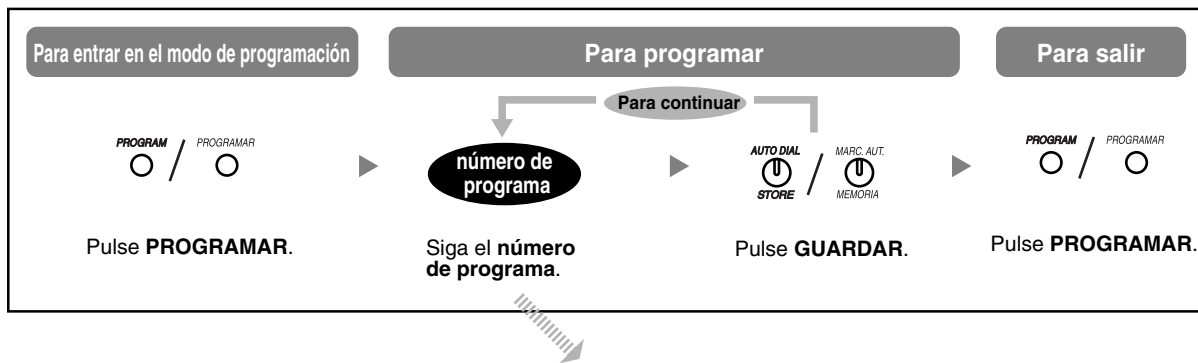 Para entrar en el modo de programación
Para programar
Para salir
Para continuar
PROGRAM
PROGRAMAR
número de
programa
AUTO DIAL
STORE
MARC. AUT.
MEMORIA
PROGRAM
PROGRAMAR
Pulse PROGRAMAR.
Siga el número
de programa.
Pulse GUARDAR.
Pulse PROGRAMAR.